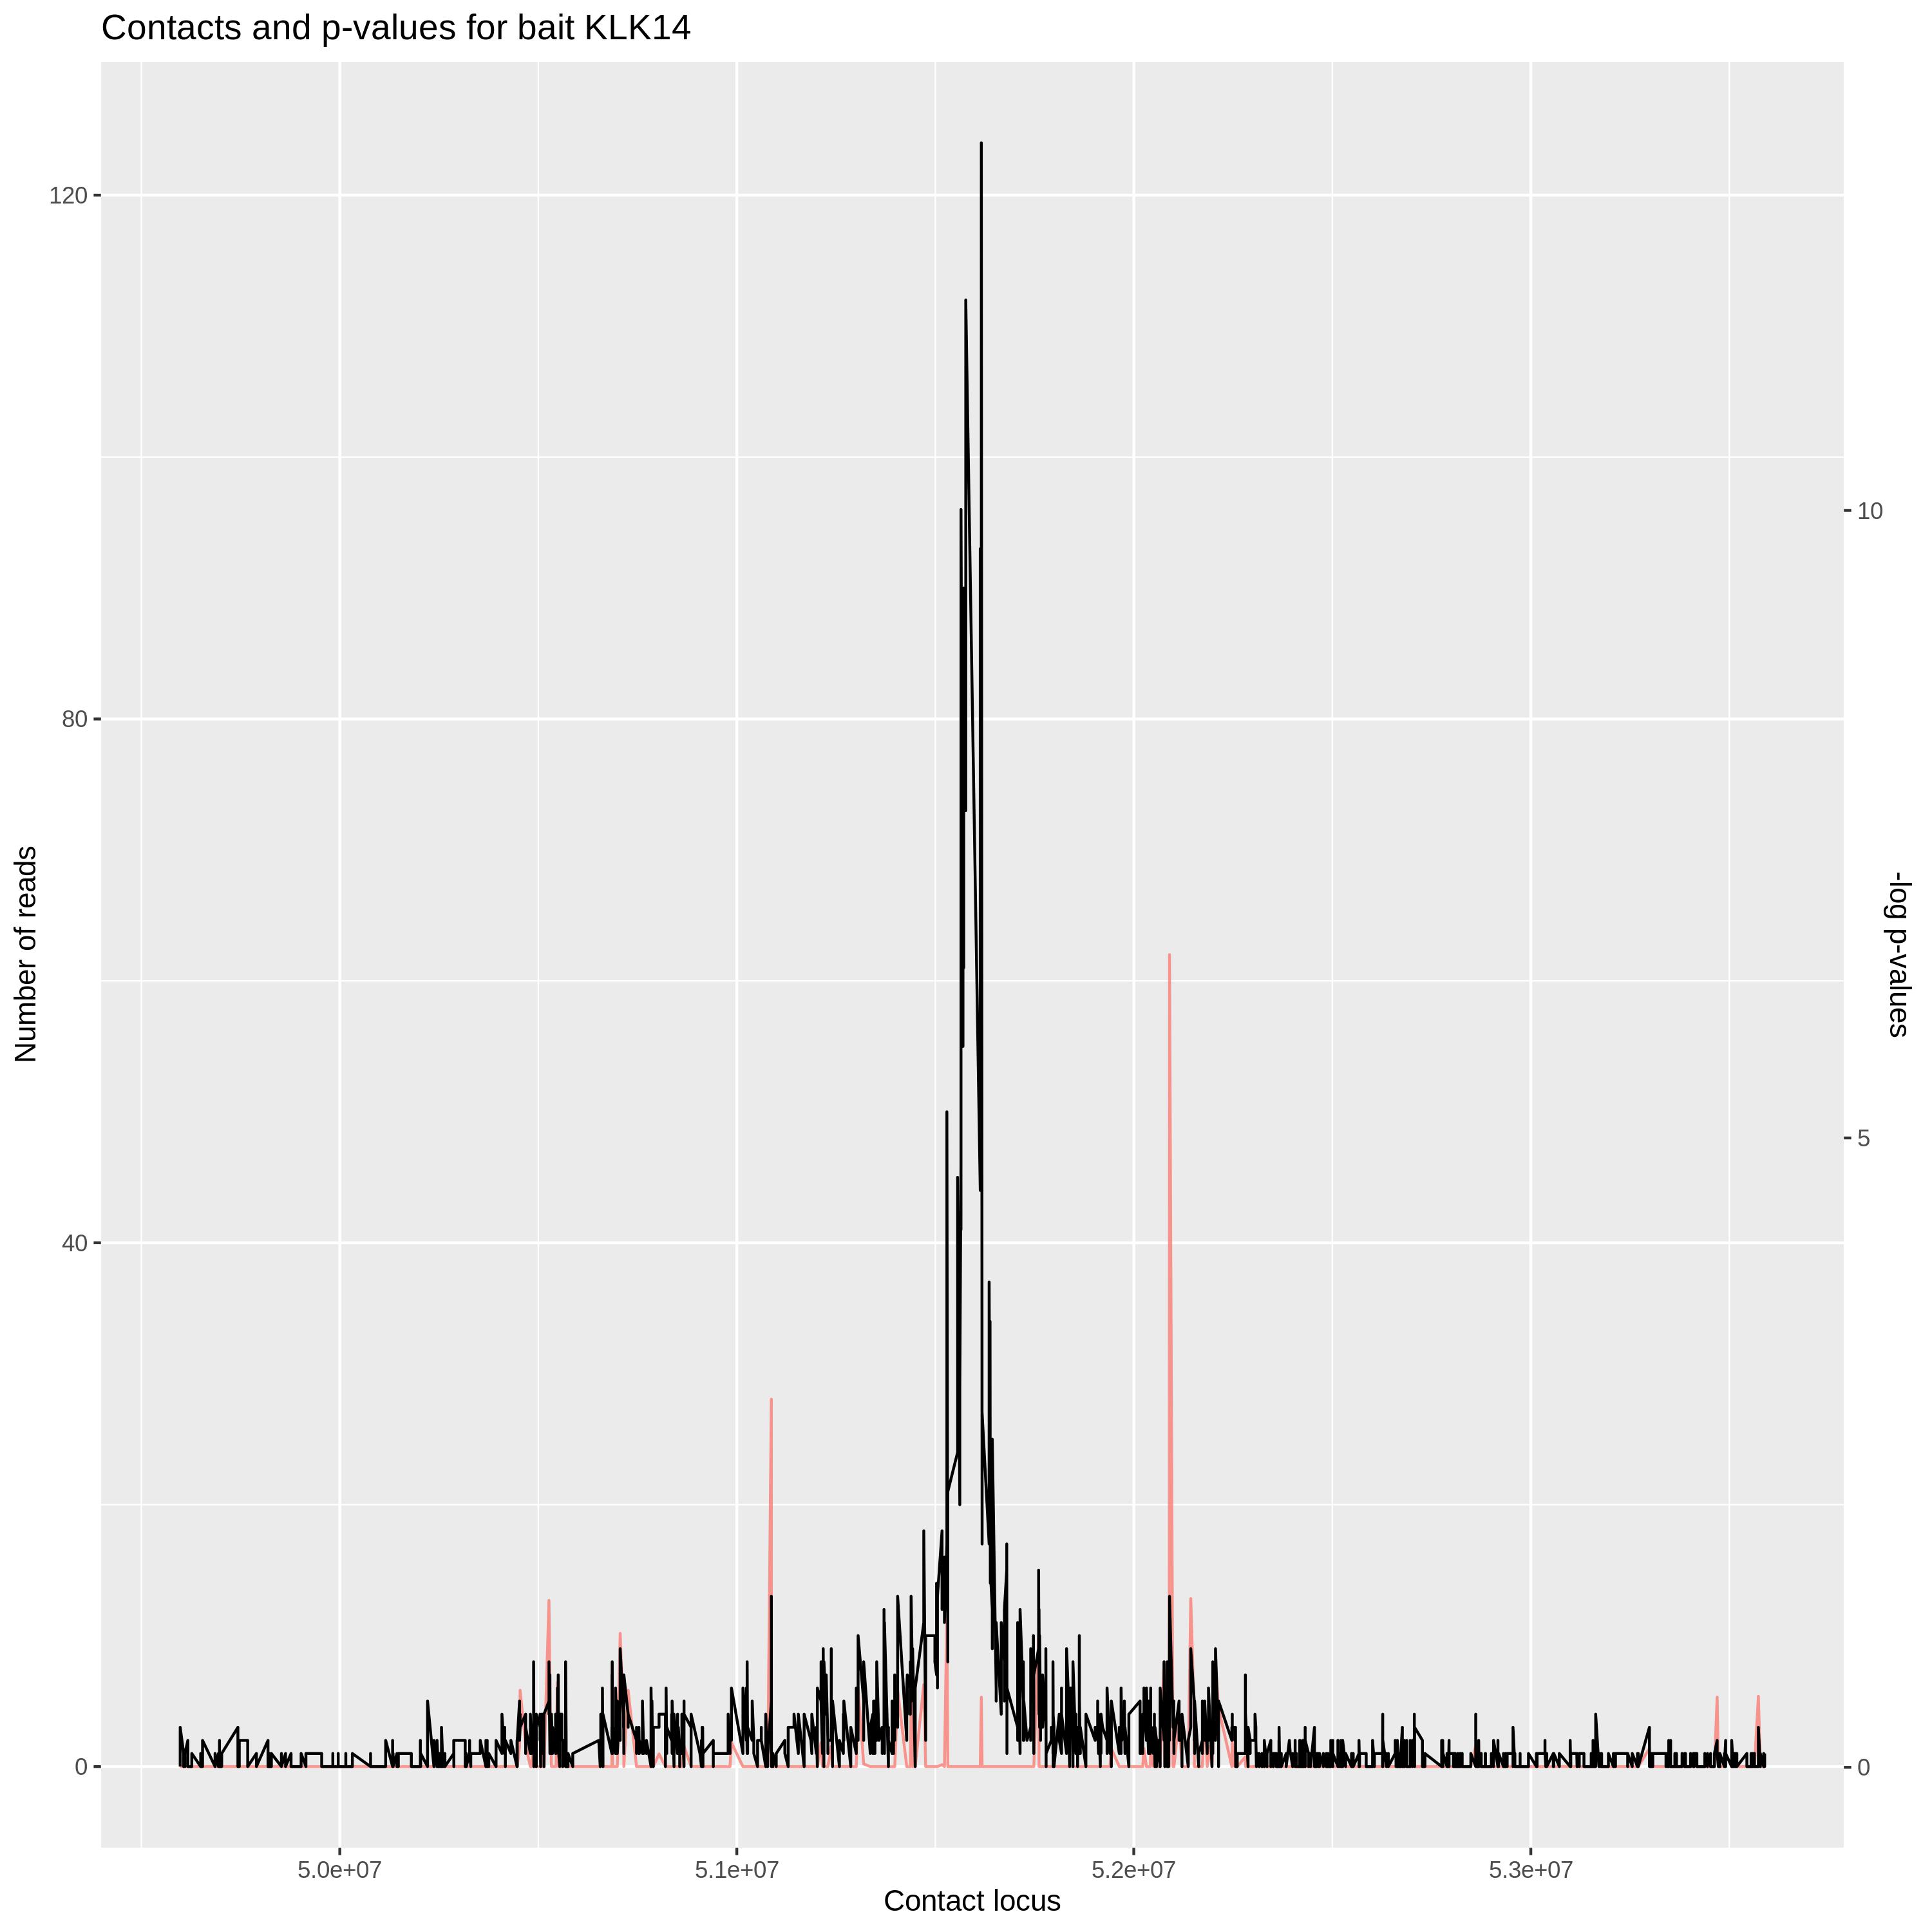 Contacts and p-values for bait KLK14
120
80
40
0
Number of reads
10
5
0
-log p-values
5.0e+07
5.1e+07
5.2e+07
5.3e+07
Contact locus